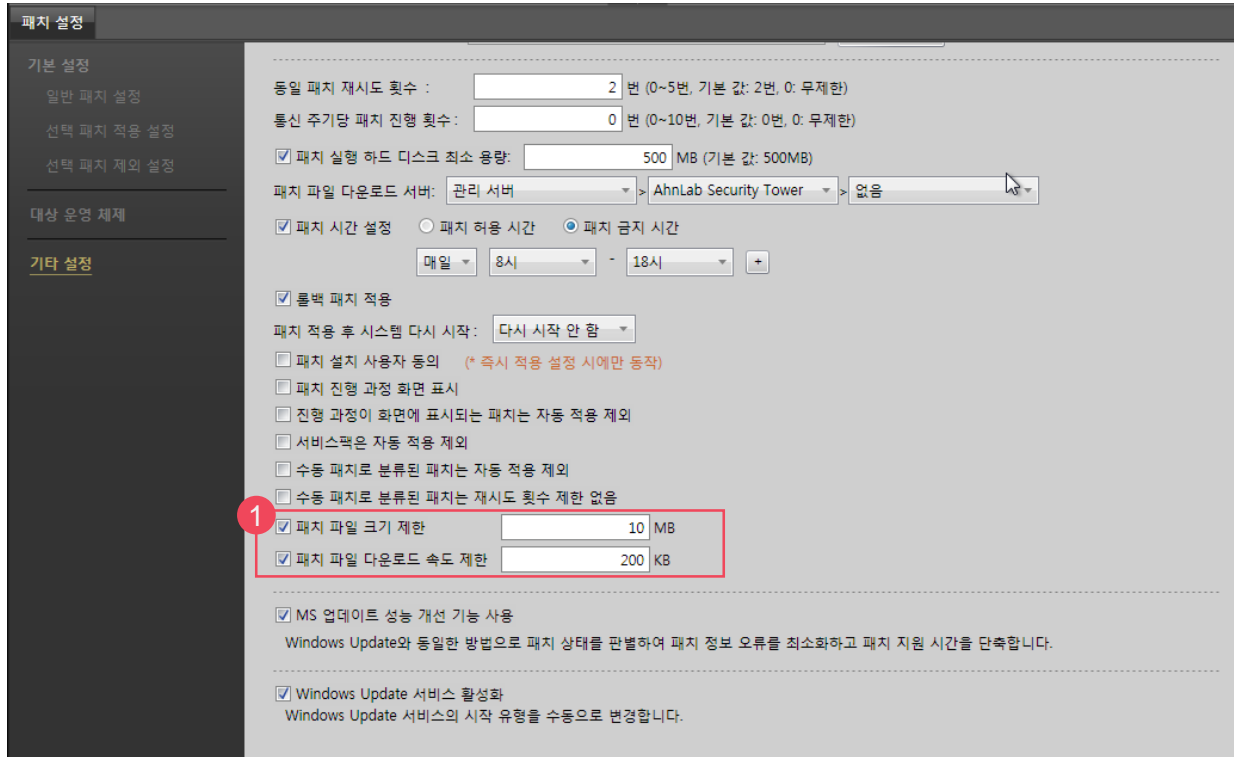 패치 설정
기본 설정
일반 패치 설정
선택 패치 적용 설정
선택 패치 제외 설정
대상 운영 체제
기타 설정
동일 패치 재시도 횟수 : 2 번 (0~5번, 기본 값: 2번, 0: 무제한)
통신 주기당 패치 진행 횟수 : 0 번 (0~10번, 기본 값: 0번, 0: 무제한)
패치 실행 하드 디스크 최소 용량: 500 MB (기본 값: 500MB)
패치 파일 다운로드 서버: 관리 서버 > AhnLab Security Tower > 없음
패치 시간 설정 패치 허용 시간 패치 금지 시간
매일 8시 - 18시 +
롤백 패치 적용
패치 적용 후 시스템 다시 시작 : 다시 시작 안 함
패치 설치 사용자 동의 (* 즉시 적용 설정 시에만 동작)
패치 진행 과정 화면 표시
진행 과정이 화면에 표시되는 패치는 자동 적용 제외
서비스팩은 자동 적용 제외
수동 패치로 분류된 패치는 자동 적용 제외
수동 패치로 분류된 패치는 재시도 횟수 제한 없음
1
패치 파일 크기 제한 10 MB
패치 파일 다운로드 속도 제한 200 KB
MS 업데이트 성능 개선 기능 사용
Windows Update와 동일한 방법으로 패치 상태를 판별하여 패치 정보 오류를 최소화하고 패치 지원 시간을 단축합니다.
Windows Update 서비스 활성화
Windows Update 서비스의 시작 유형을 수동으로 변경합니다.